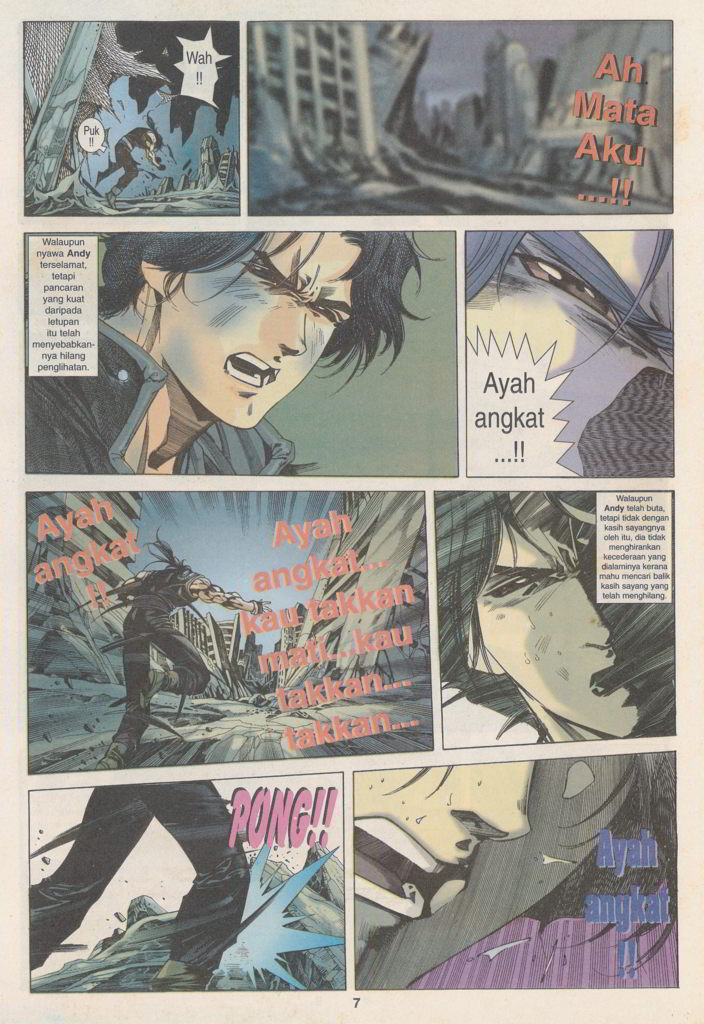 Wah
!!
Puk
!!
Ah
Mata
Aku
...!!
Walaupun
nyawa Andy
terselamat,
tetapi
pancaran
yang kuat
daripada
letupan
itu telah
menyebabkan-
nya hilang
penglihatan.
Ayah
angkat
...!!
Ayah
angkat
!!
Ayah
angkat...
kau takkan
mati...kau
takkan...
takkan....
Walaupun
Andy telah buta,
tetapi tidak dengan
kasih sayangnya
oleh itu, dia tidak
menghirankan
kecederaan yang
dialaminya kerana
mahu mencari balik
kasih sayang yang
telah menghilang.
PONG!!
Ayah
angkat
!!
7